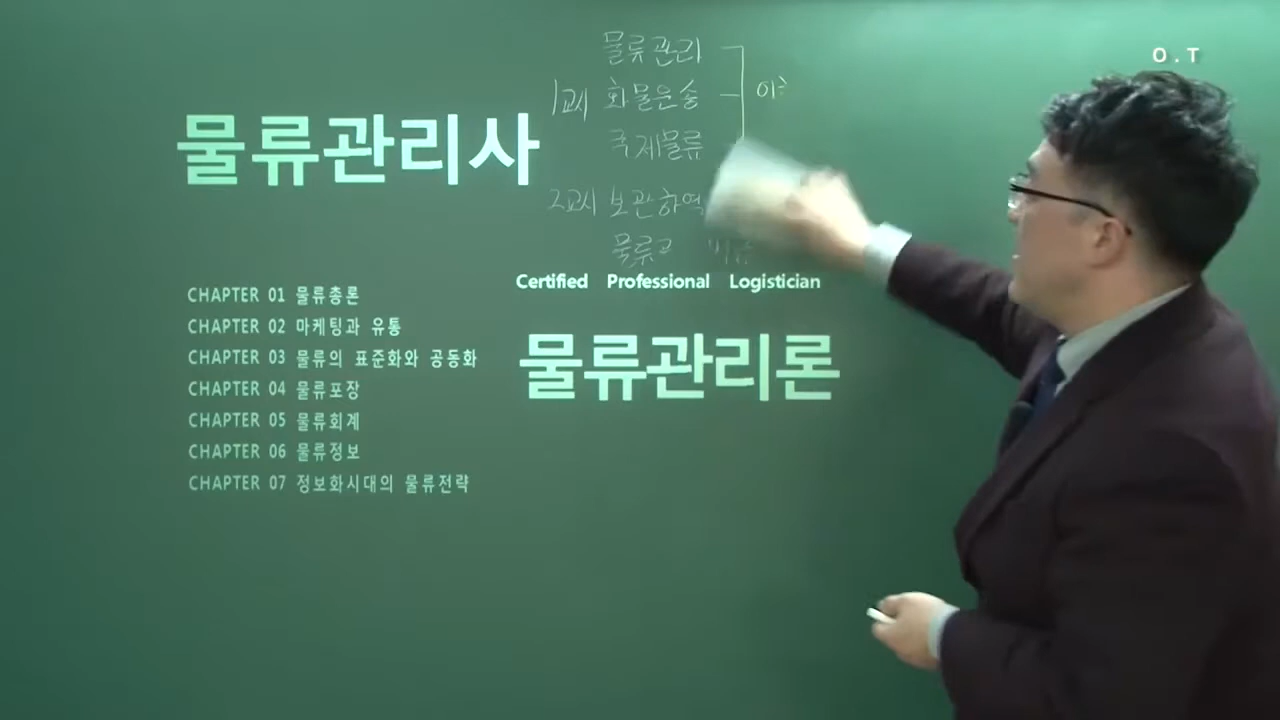 O.T
물류관리
1교시 화물운송
국제물류
2교시 보관하역
물류관리사
Certified Professional Logistician
물류관리론
CHAPTER 01 물류총론
CHAPTER 02 마케팅과 유통
CHAPTER 03 물류의 표준화와 공동화
CHAPTER 04 물류포장
CHAPTER 05 물류회계
CHAPTER 06 물류정보
CHAPTER 07 정보화시대의 물류전략